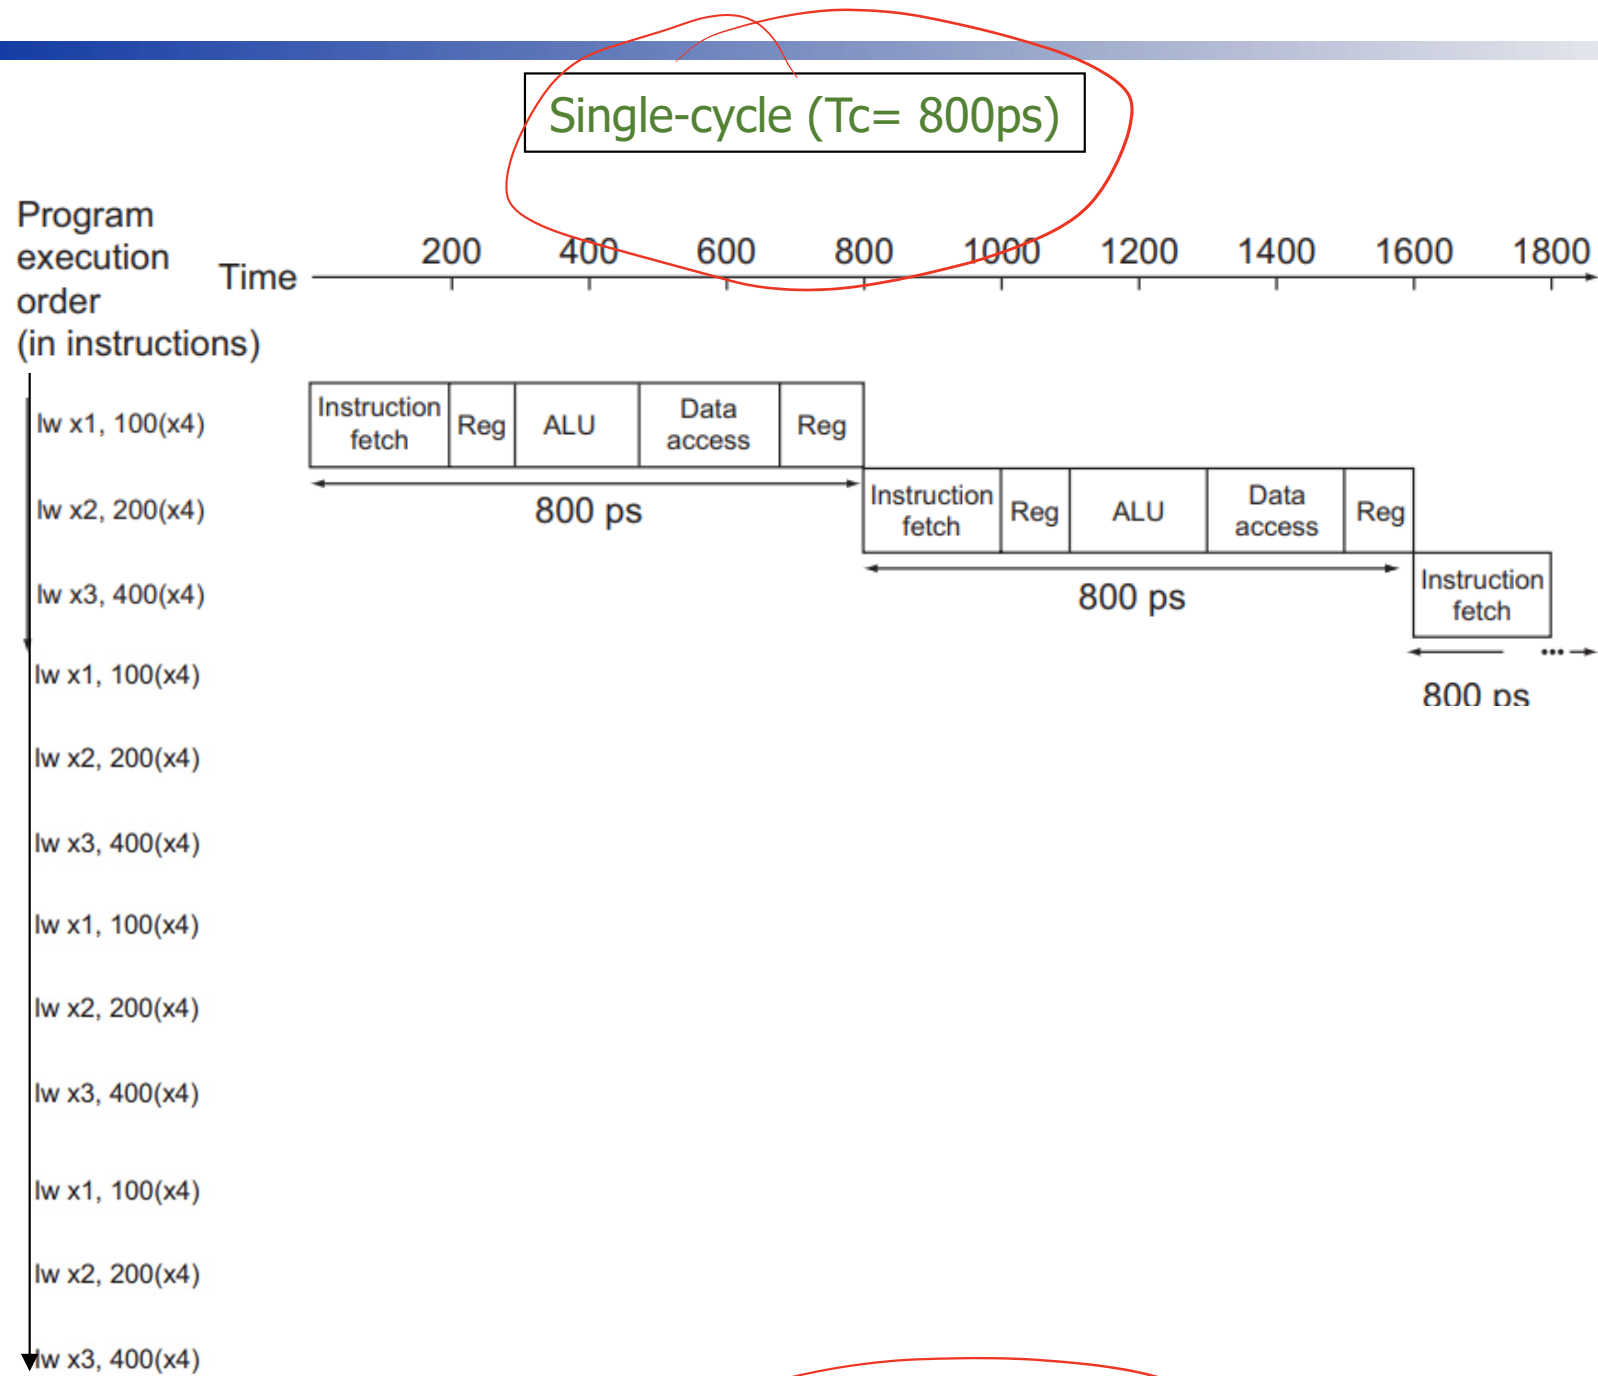 Single-cycle (Tc= 800ps)
Program
execution
order
(in instructions)
Time
200 400 600 800 1000 1200 1400 1600 1800
lw x1, 100(x4)
Instruction
fetch
Reg
ALU
Data
access
Reg
800 ps
lw x2, 200(x4)
Instruction
fetch
Reg
ALU
Data
access
Reg
800 ps
lw x3, 400(x4)
Instruction
fetch
...
800 ps
lw x1, 100(x4)
lw x2, 200(x4)
lw x3, 400(x4)
lw x1, 100(x4)
lw x2, 200(x4)
lw x3, 400(x4)
lw x1, 100(x4)
lw x2, 200(x4)
lw x3, 400(x4)